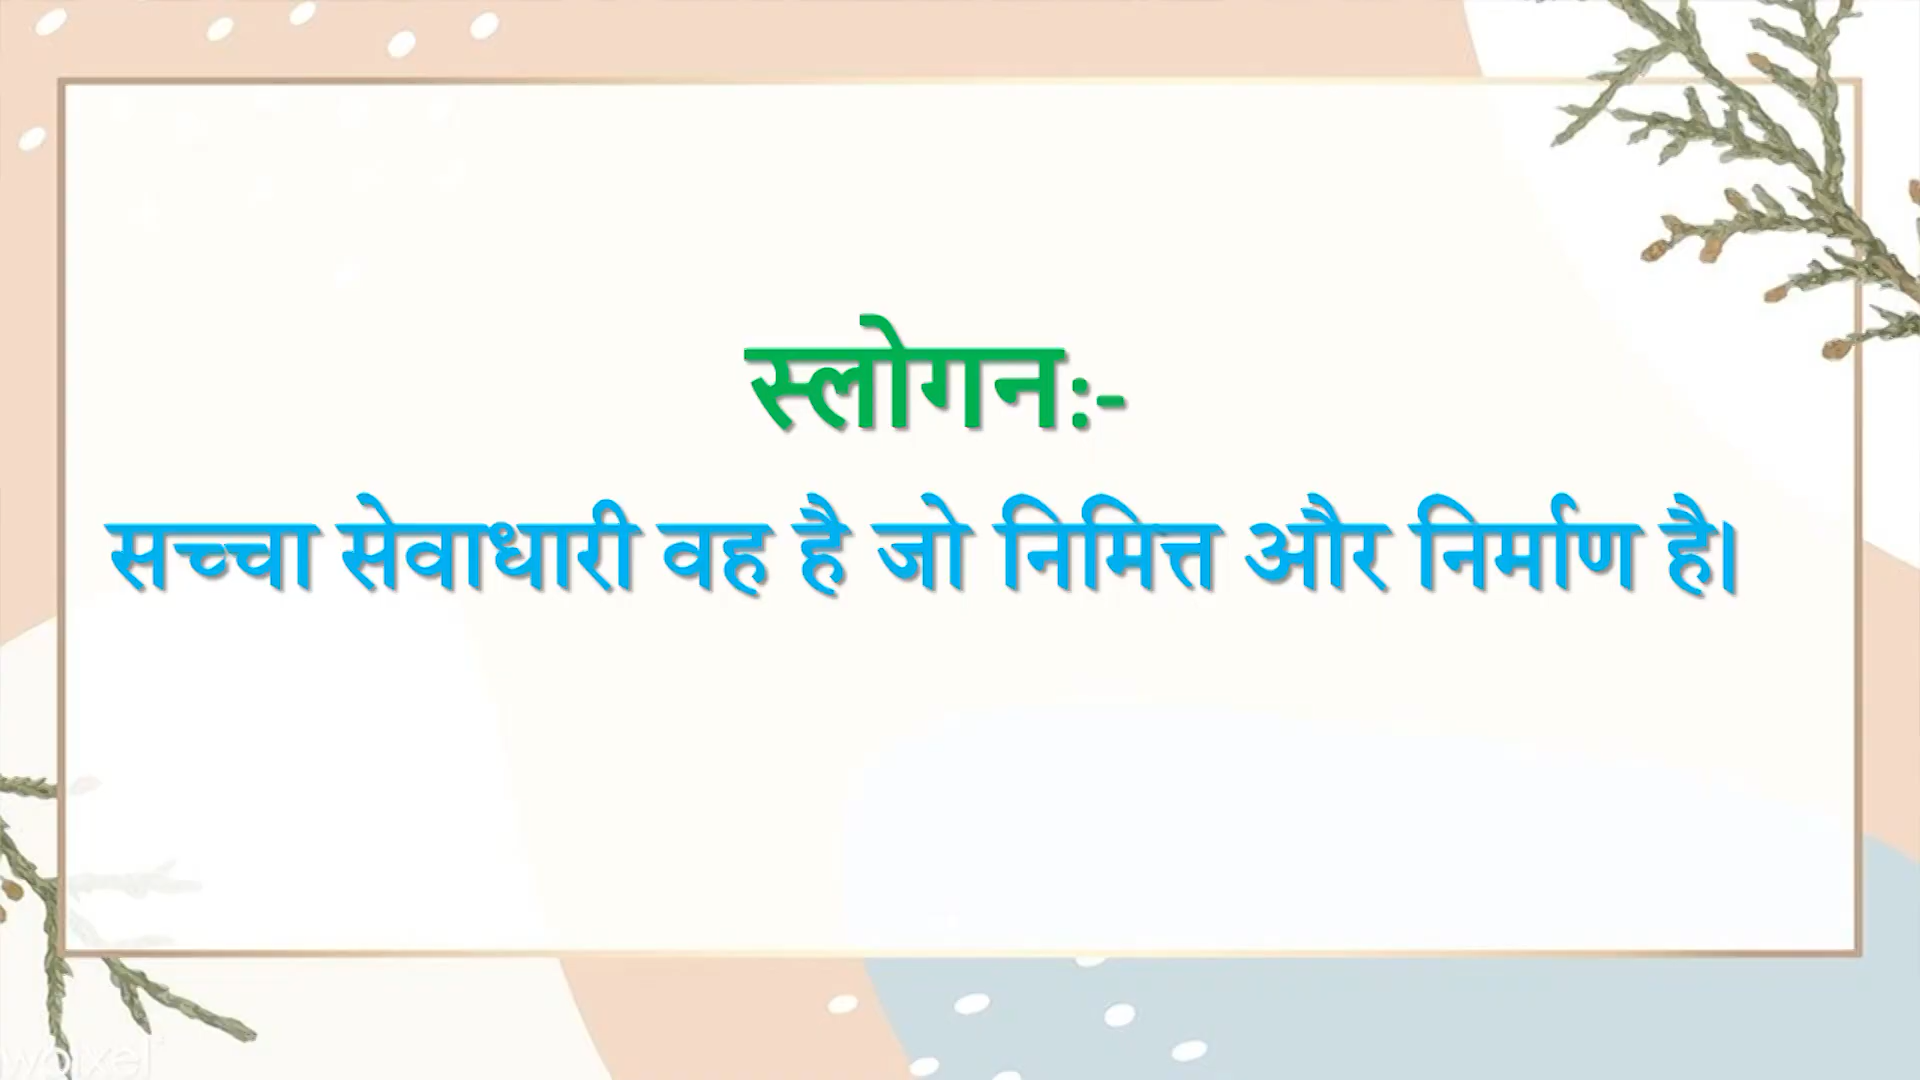 स्लोगन:-
सच्चा सेवाधारी वह है जो निमित्त और निर्माण है।